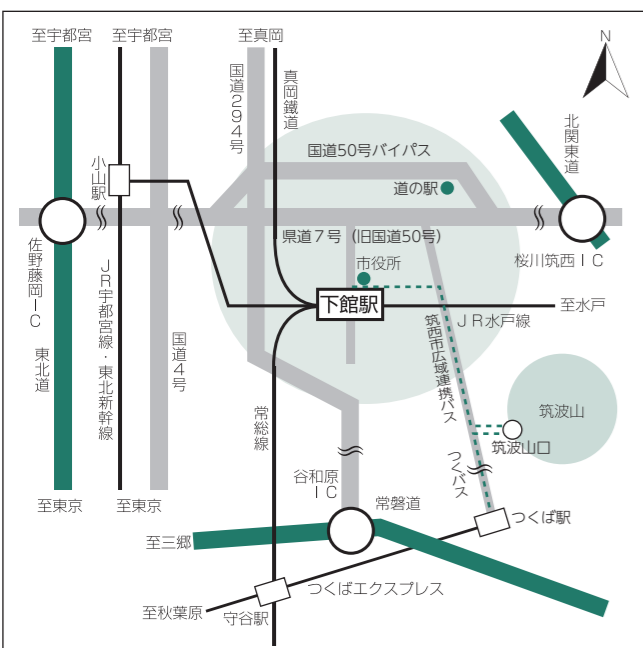 至宇都宮
至宇都宮
至真岡
N
国道294号
真岡鐵道
北関東道
国道50号バイパス
道の駅
小山駅
県道7号（旧国道50号）
市役所
桜川筑西IC
佐野藤岡IC
下館駅
至水戸
JR水戸線
JR宇都宮線・東北新幹線
国道4号
東北道
筑西市広域連携バス
筑波山
常総線
筑波山口
つくバス
谷和原
IC
至東京
至東京
常磐道
つくば駅
至三郷
つくばエクスプレス
至秋葉原
守谷駅